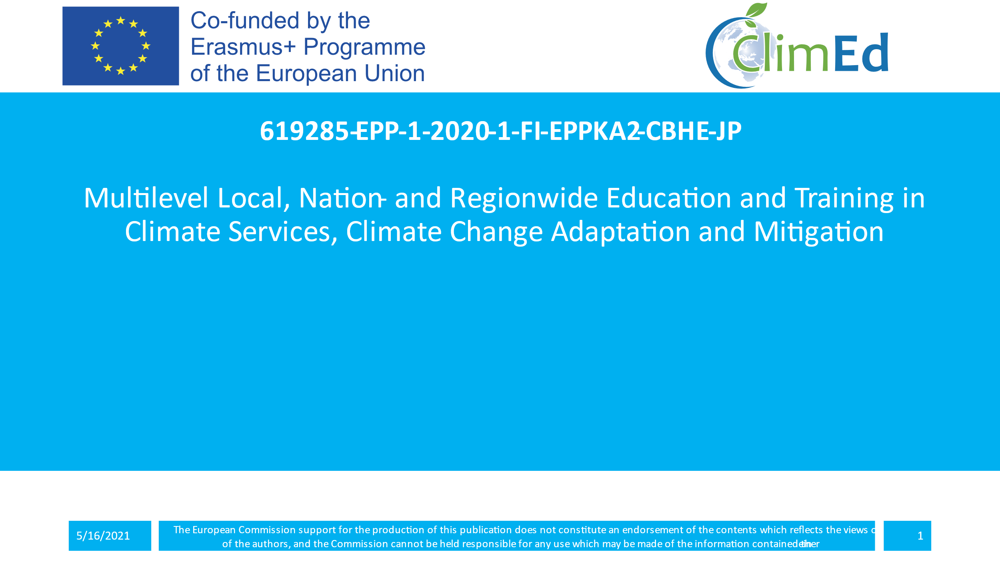 Co-funded by the
Erasmus+ Programme
of the European Union
ClimEd
619285-EPP-1-2020-1-FI-EPPKA2-CBHE-JP
Multilevel Local, Nation- and Regionwide Education and Training in
Climate Services, Climate Change Adaptation and Mitigation
5/16/2021
The European Commission support for the production of this publication does not constitute an endorsement of the contents which reflects the views
of the authors, and the Commission cannot be held responsible for any use which may be made of the information contained
1